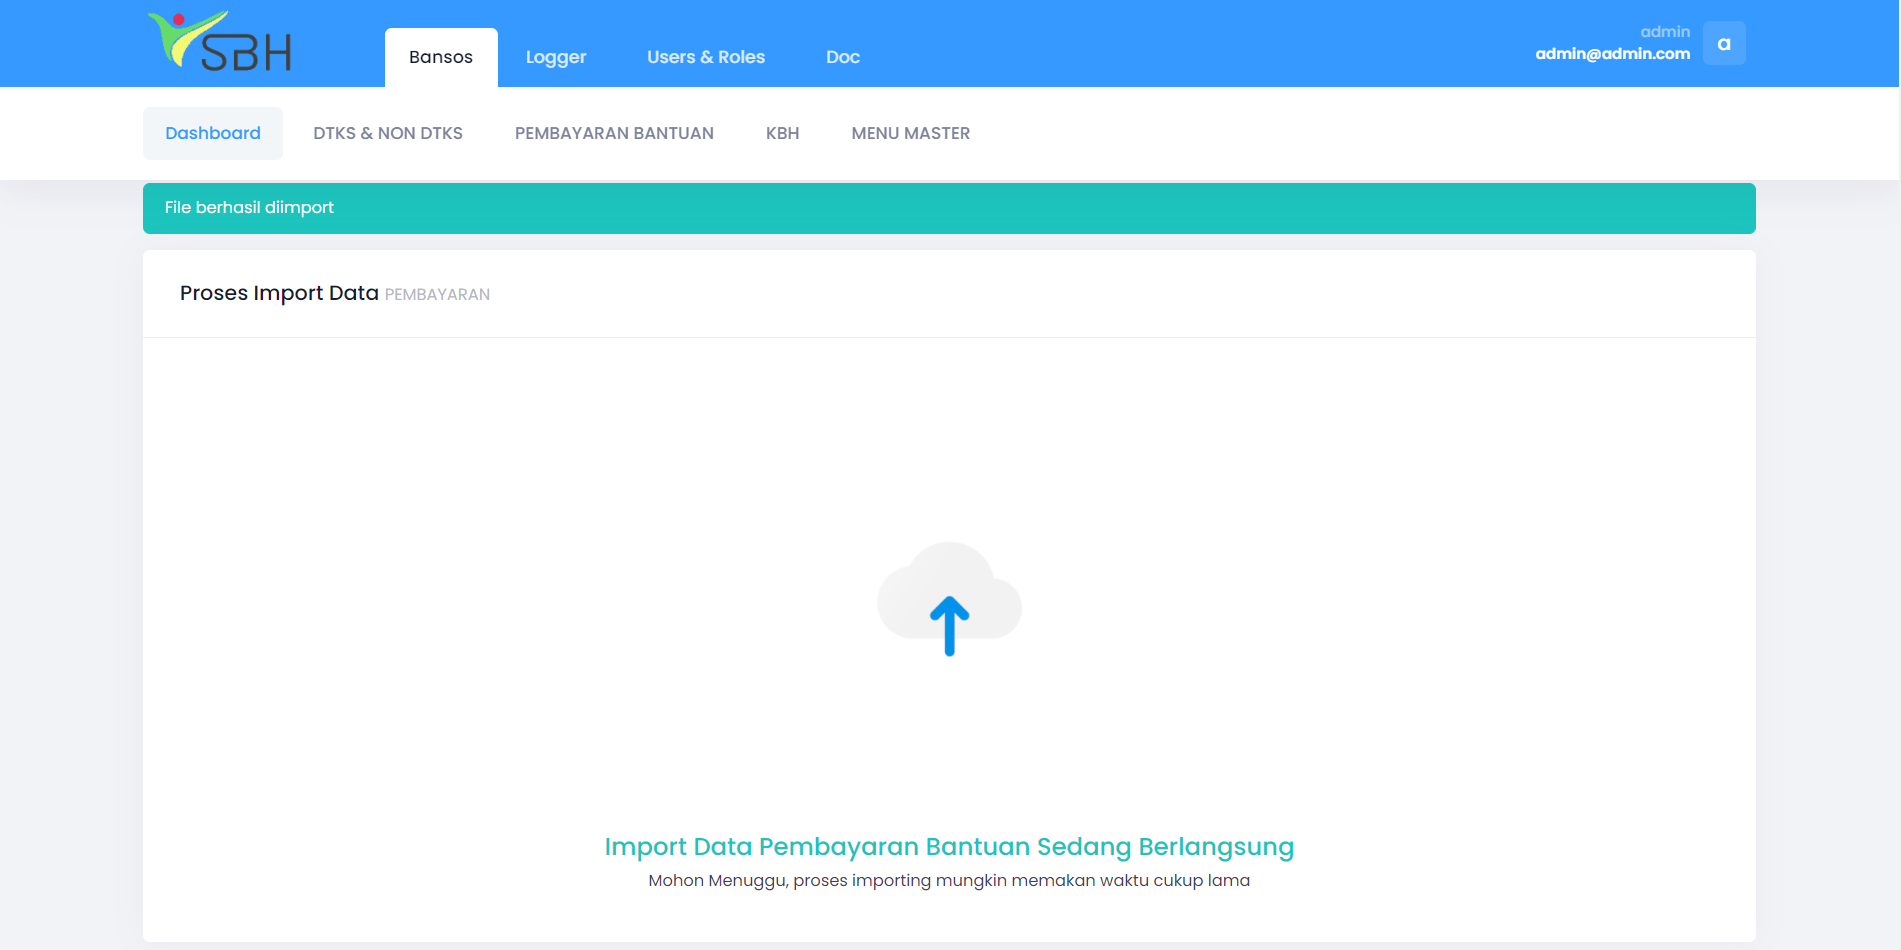 SBH
Bansos
Logger
Users & Roles
Doc
admin
admin@admin.com
a
Dashboard
DTKS & NON DTKS
PEMBAYARAN BANTUAN
KBH
MENU MASTER
File berhasil diimport
Proses Import Data PEMBAYARAN
Import Data Pembayaran Bantuan Sedang Berlangsung
Mohon Menuggu, proses importing mungkin memakan waktu cukup lama